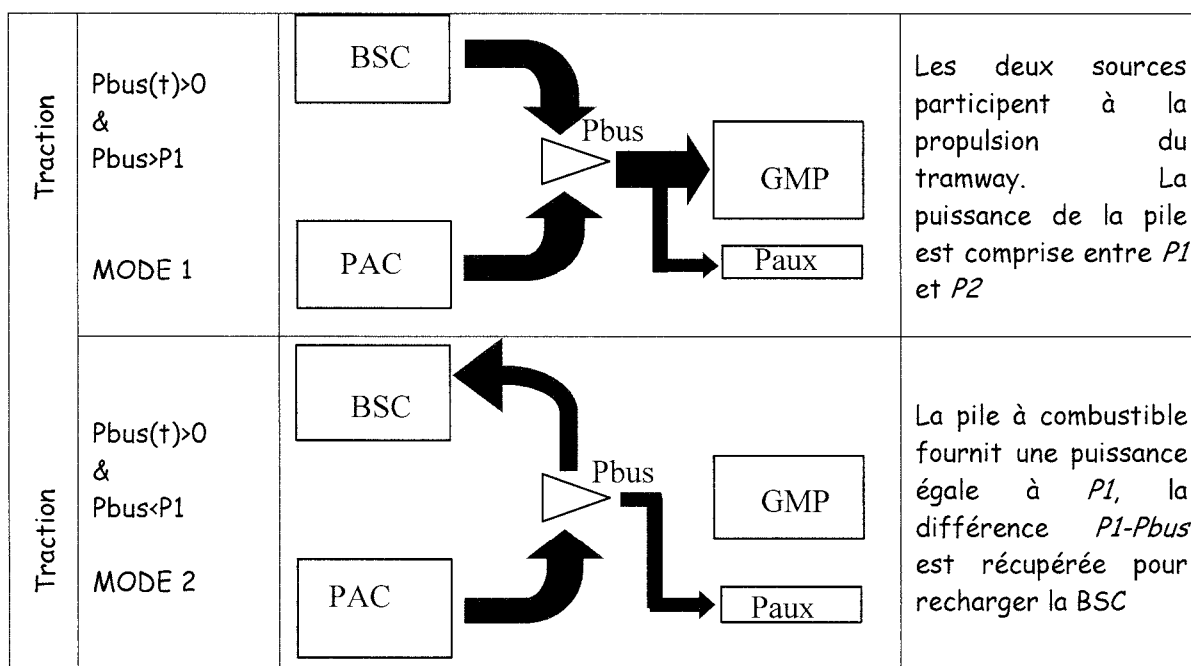 Traction
Pbus(t)>0
&
Pbus>P1
MODE 1
BSC
Pbus
GMP
PAC
Paux
Les deux sources
participent à la
propulsion du
tramway. La
puissance de la pile
est comprise entre P1
et P2
Traction
Pbus(t)>0
&
Pbus<P1
MODE 2
BSC
Pbus
GMP
PAC
Paux
La pile à combustible
fournit une puissance
égale à P1, la
différence P1-Pbus
est récupérée pour
recharger la BSC